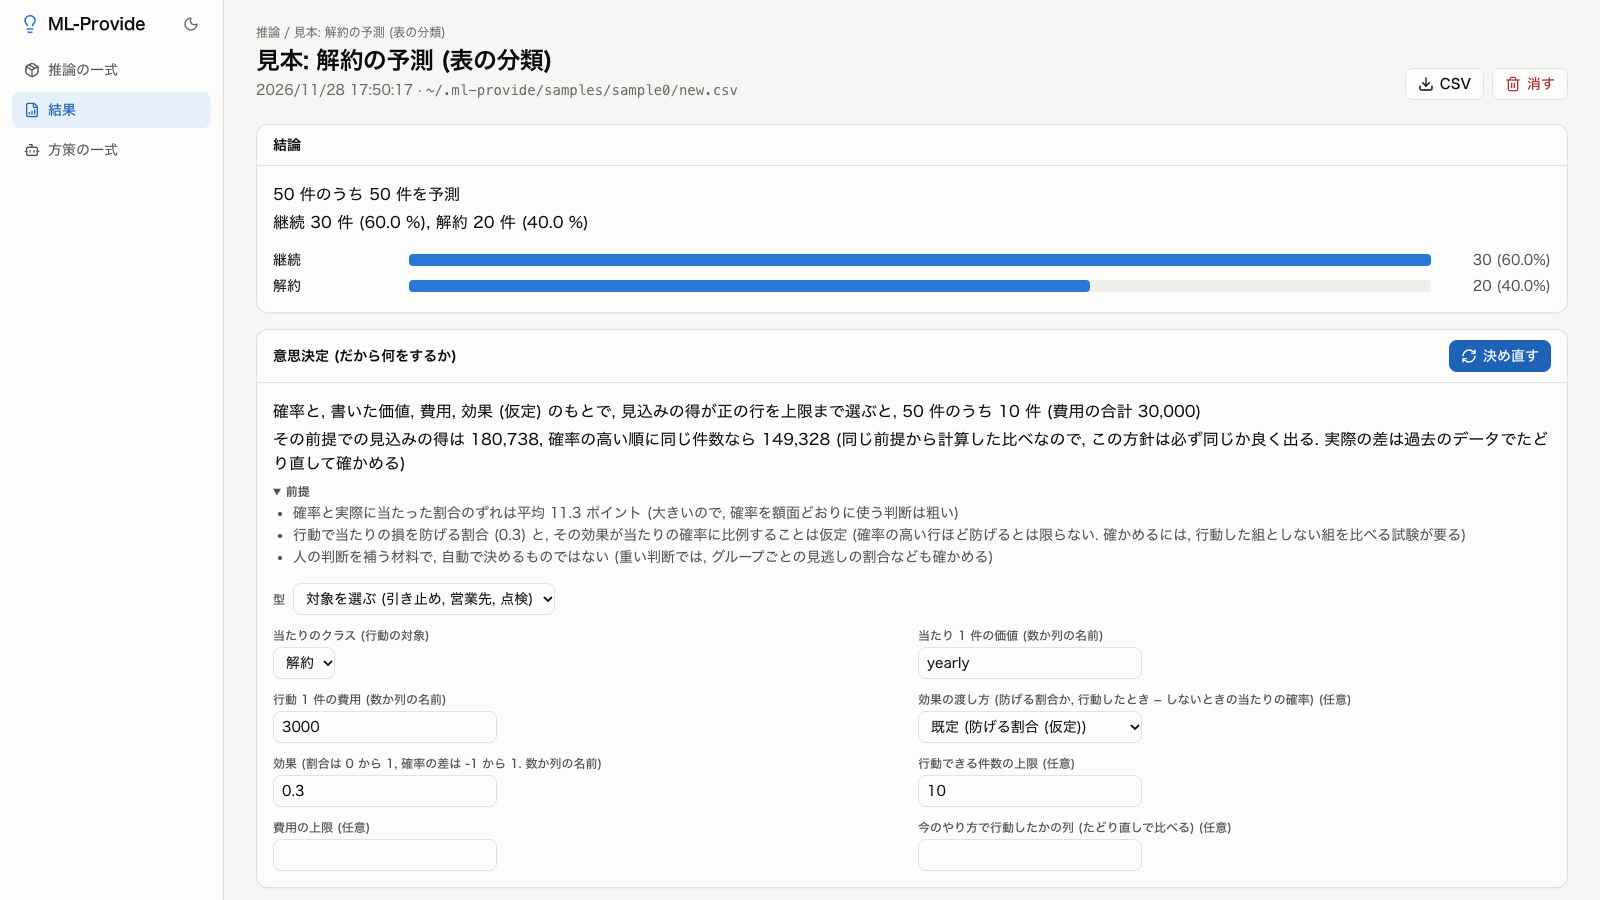 ML-Provide
推論の一式
結果
方策の一式
推論 / 見本: 解約の予測 (表の分類)
見本: 解約の予測 (表の分類)
2026/11/28 17:50:17 · ~/.ml-provide/samples/sample0/new.csv
CSV
消す
結論
50 件のうち 50 件を予測
継続 30 件 (60.0 %), 解約 20 件 (40.0 %)
継続 30 (60.0%)
解約 20 (40.0%)
意思決定 (だから何をするか)
決め直す
確率と, 書いた価値, 費用, 効果 (仮定) のもとで, 見込みの得が正の行を上限まで選ぶと, 50 件のうち 10 件 (費用の合計 30,000)
その前提での見込みの得は 180,738, 確率の高い順に同じ件数なら 149,328 (同じ前提から計算した比べなので, この方針は必ず同じか良く出る. 実際の差は過去のデータでたど
り直して確かめる)
▼ 前提
• 確率と実際に当たった割合のずれは平均 11.3 ポイント (大きいので, 確率を額面どおりに使う判断は粗い)
• 行動で当たりの損を防げる割合 (0.3) と, その効果が当たりの確率に比例することは仮定 (確率の高い行ほど防げるとは限らない. 確かめるには, 行動した組としない組を比べる試験が要る)
• 人の判断を補う材料で, 自動で決めるものではない (重い判断では, グループごとの見逃しの割合なども確かめる)
型 対象を選ぶ (引き止め, 営業先, 点検)
当たりのクラス (行動の対象)
解約
当たり 1 件の価値 (数か列の名前)
yearly
行動 1 件の費用 (数か列の名前)
3000
効果の渡し方 (防げる割合か, 行動したとき − しないときの当たりの確率) (任意)
既定 (防げる割合 (仮定))
効果 (割合は 0 から 1, 確率の差は -1 から 1. 数か列の名前)
0.3
行動できる件数の上限 (任意)
10
費用の上限 (任意)
今のやり方で行動したかの列 (たどり直しで比べる) (任意)